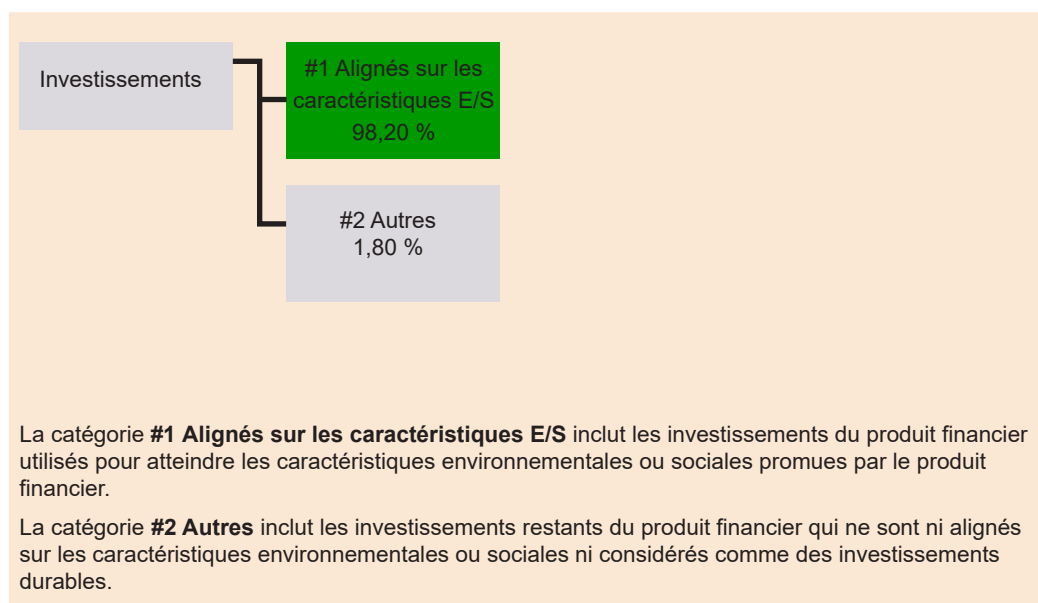 Investissements
#1 Alignés sur les
caractéristiques E/S
98,20 %
#2 Autres
1,80 %
La catégorie #1 Alignés sur les caractéristiques E/S inclut les investissements du produit financier
utilisés pour atteindre les caractéristiques environnementales ou sociales promues par le produit
financier.
La catégorie #2 Autres inclut les investissements restants du produit financier qui ne sont ni alignés
sur les caractéristiques environnementales ou sociales ni considérés comme des investissements
durables.